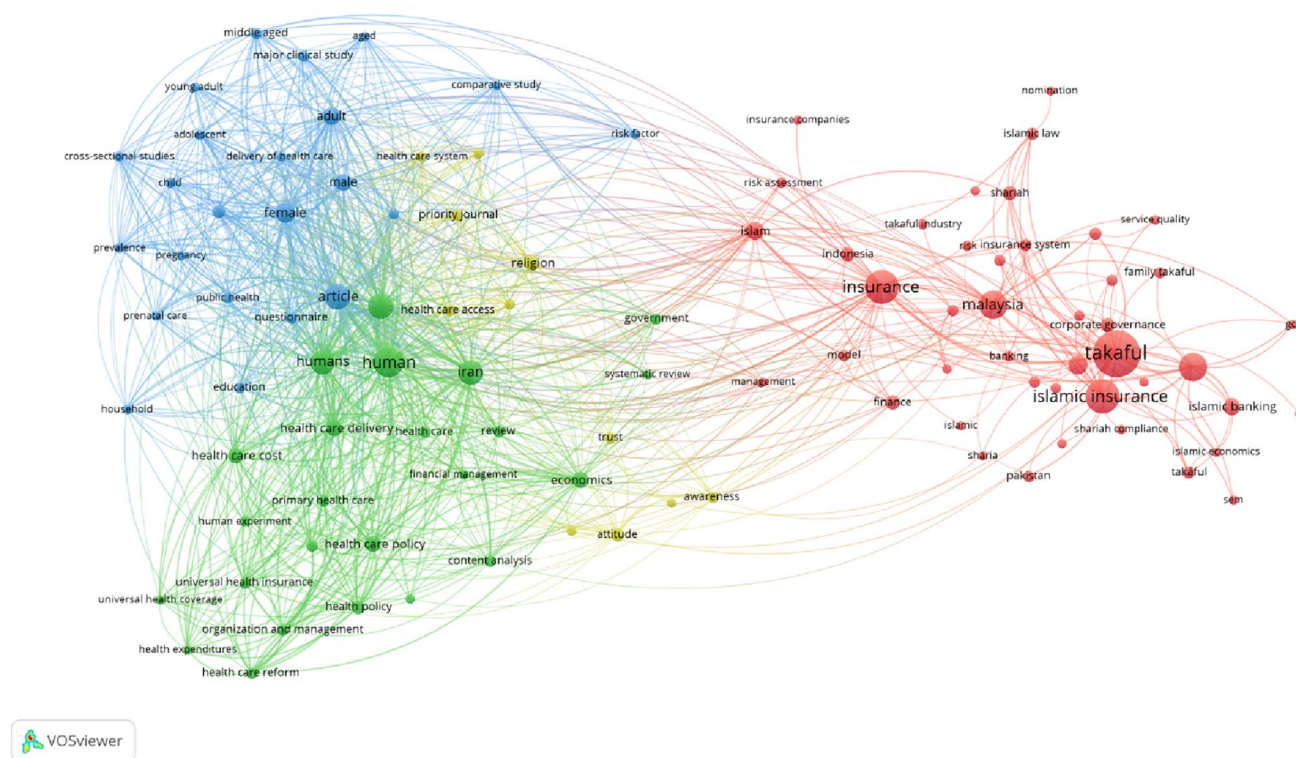 middle aged
aged
major clinical study
young adult
comparative study
adult
adolescent
risk factor
cross-sectional studies
delivery of health care
health care system
child
male
female
priority journal
prevalence
pregnancy
religion
public health
article
prenatal care
questionnaire
health care access
government
humans
human
iran
systematic review
education
household
health care delivery
health care
review
trust
health care cost
financial management
economics
primary health care
awareness
human experiment
attitude
health care policy
content analysis
universal health insurance
universal health coverage
health policy
organization and management
health expenditures
health care reform
nomination
insurance companies
islamic law
risk assessment
shariah
takaful industry
service quality
islam
indonesia
risk
insurance system
family takaful
insurance
malaysia
corporate governance
model
banking
takaful
management
islamic insurance
finance
islamic banking
islamic
shariah compliance
sharia
islamic economics
pakistan
takāful
sem
VOSviewer